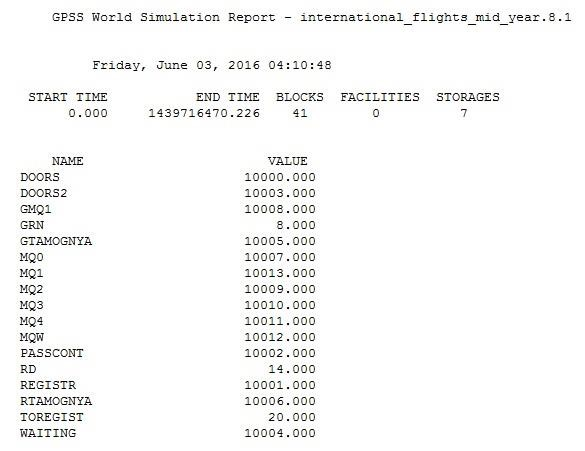 GPSS World Simulation Report - international_flights_mid_year.8.1
Friday, June 03, 2016 04:10:48
START TIME END TIME BLOCKS FACILITIES STORAGES
0.000 1439716470.226 41 0 7
NAME VALUE
DOORS 10000.000
DOORS2 10003.000
GMQ1 10008.000
GRN 8.000
GTAMOGNYA 10005.000
MQ0 10007.000
MQ1 10013.000
MQ2 10009.000
MQ3 10010.000
MQ4 10011.000
MQW 10012.000
PASSCONT 10002.000
RD 14.000
REGISTR 10001.000
RTAMOGNYA 10006.000
TOREGIST 20.000
WAITING 10004.000